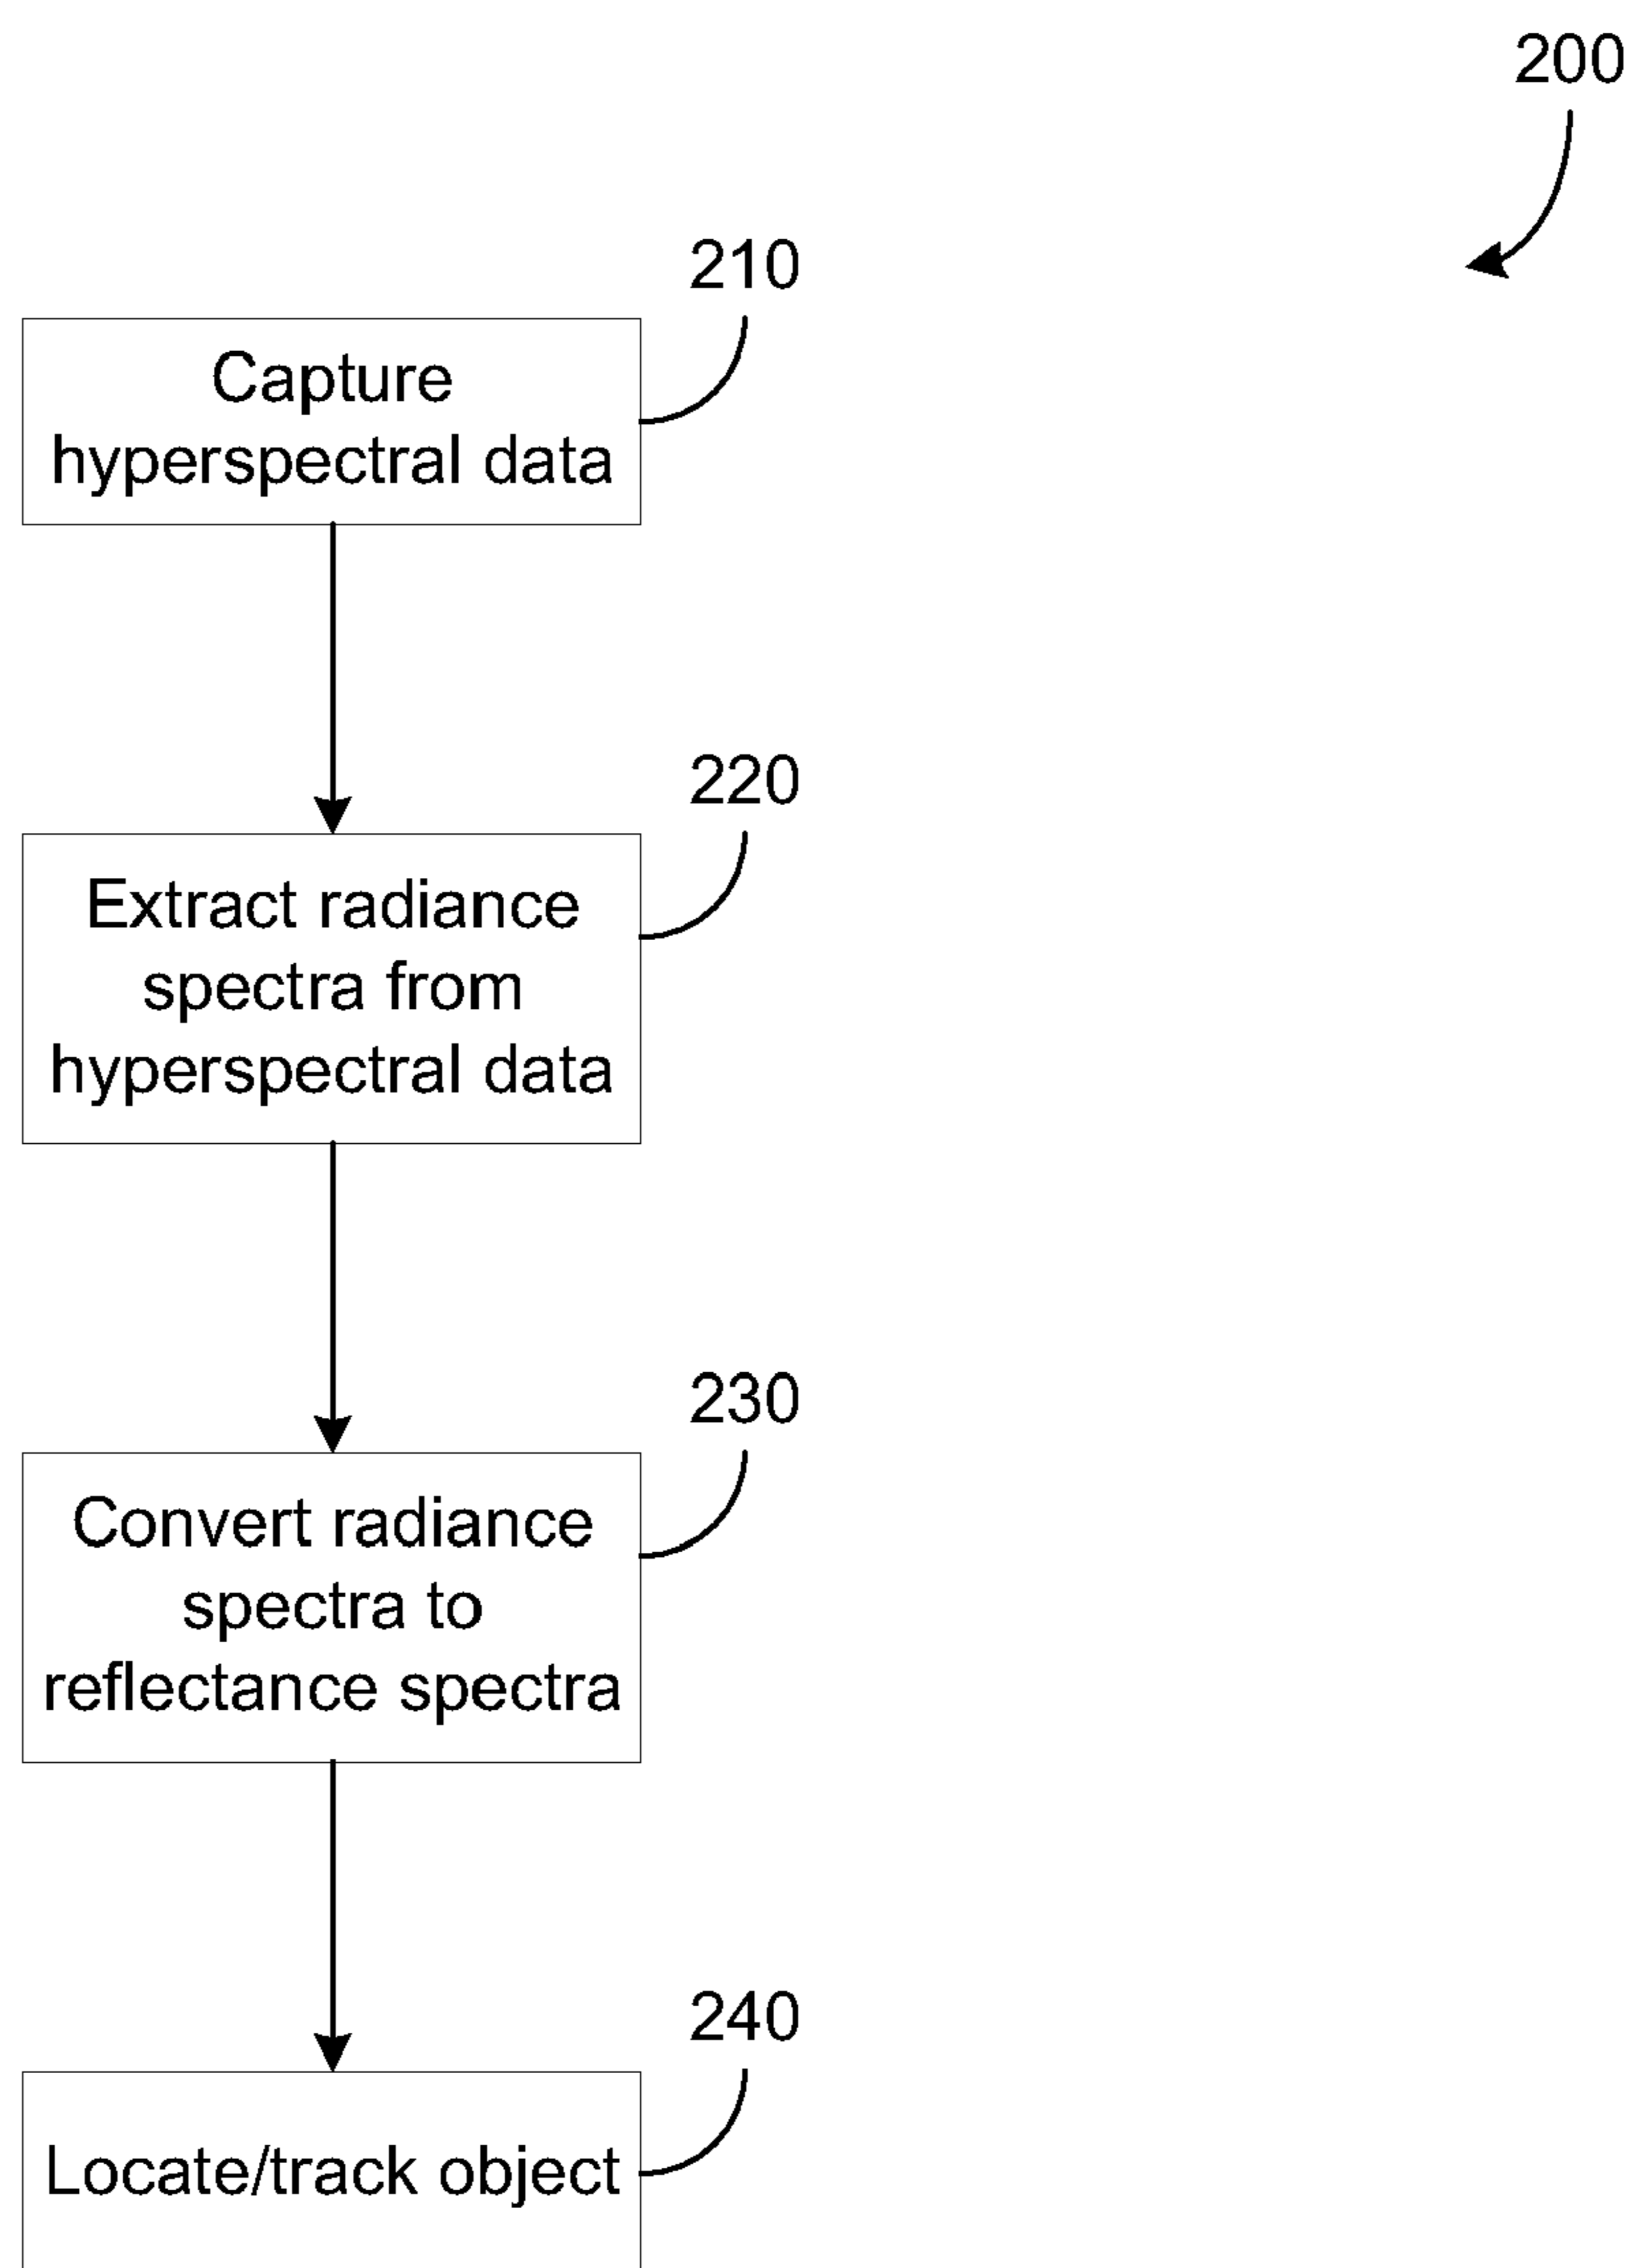 200
210
Capture
hyperspectral data
220
Extract radiance
spectra from
hyperspectral data
230
Convert radiance
spectra to
reflectance spectra
240
Locate/track object